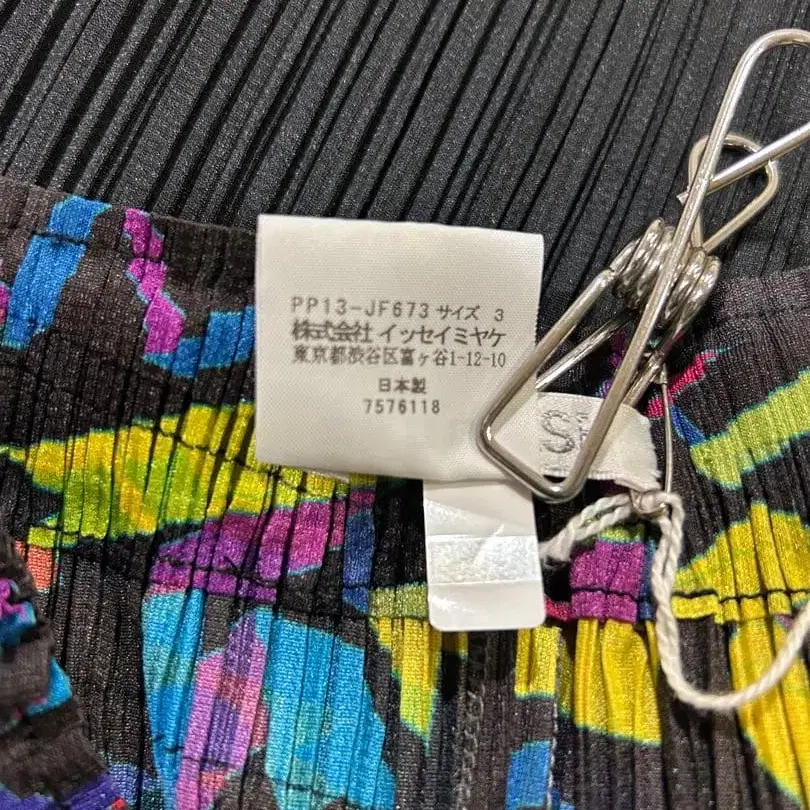 PP13-JF673 サイズ 3
株式会社 イッセイミヤケ
東京都渋谷区富ヶ谷1-12-10
日本製
7576118